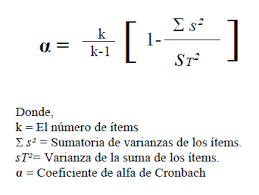 α = k / k-1 [ 1- Σ s² / Sᴛ² ]
Donde,
k = El número de ítems
Σ s² = Sumatoria de varianzas de los ítems.
sT²= Varianza de la suma de los ítems.
α = Coeficiente de alfa de Cronbach